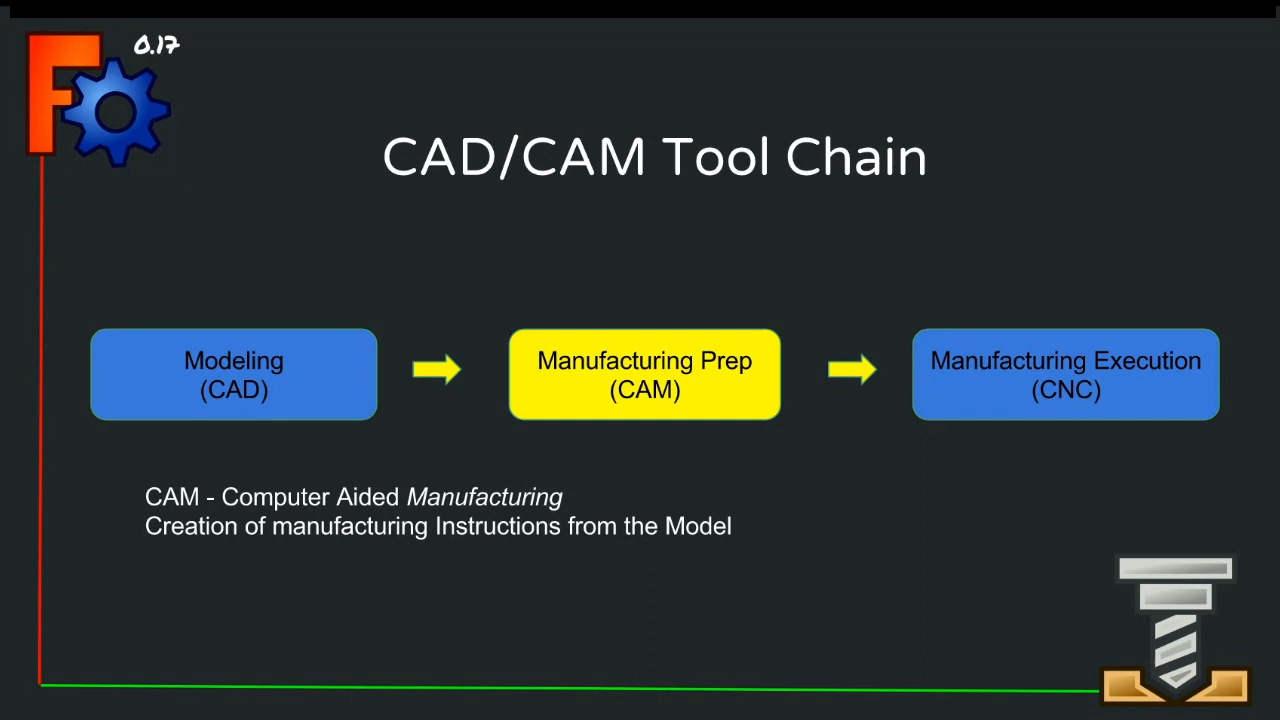 0.17
CAD/CAM Tool Chain
Modeling
(CAD)
Manufacturing Prep
(CAM)
Manufacturing Execution
(CNC)
CAM - Computer Aided Manufacturing
Creation of manufacturing Instructions from the Model